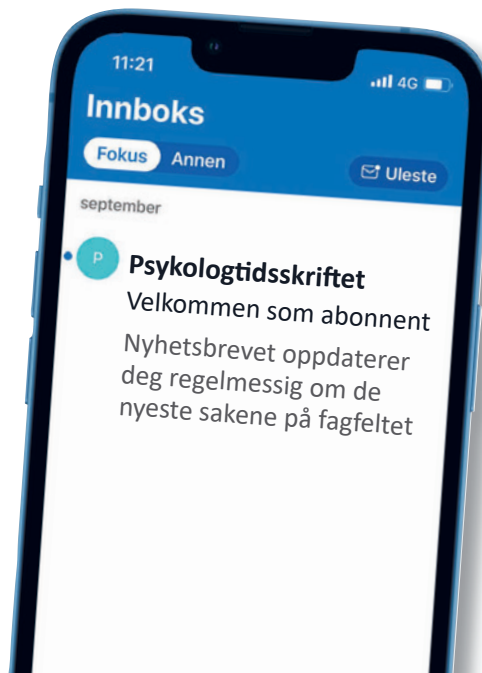 11:21
4G
Innboks
Fokus Annen
Uleste
september
P
Psykologtidsskriftet
Velkommen som abonnent
Nyhetsbrevet oppdaterer
deg regelmessig om de
nyeste sakene på fagfeltet